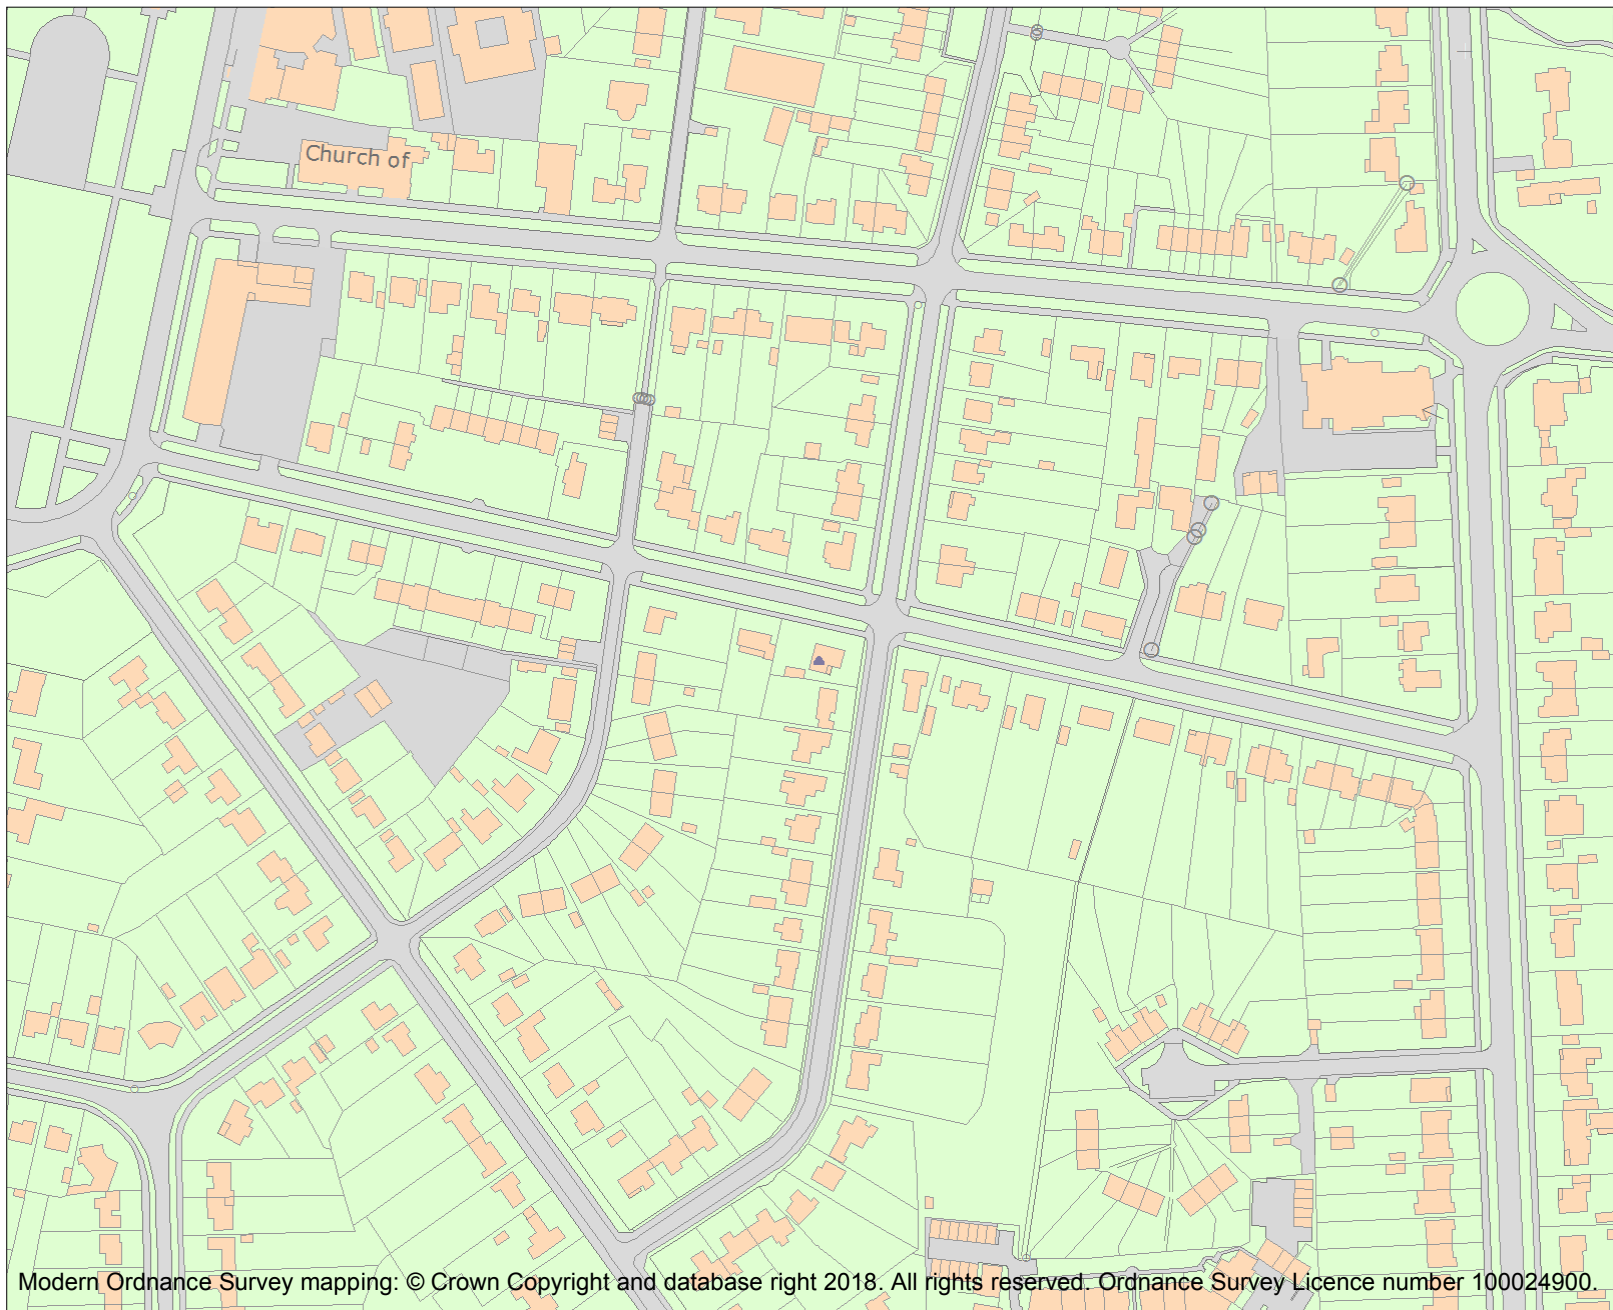 Church of
Modern Ordnance Survey mapping: © Crown Copyright and database right 2018. All rights reserved. Ordnance Survey Licence number 100024900.